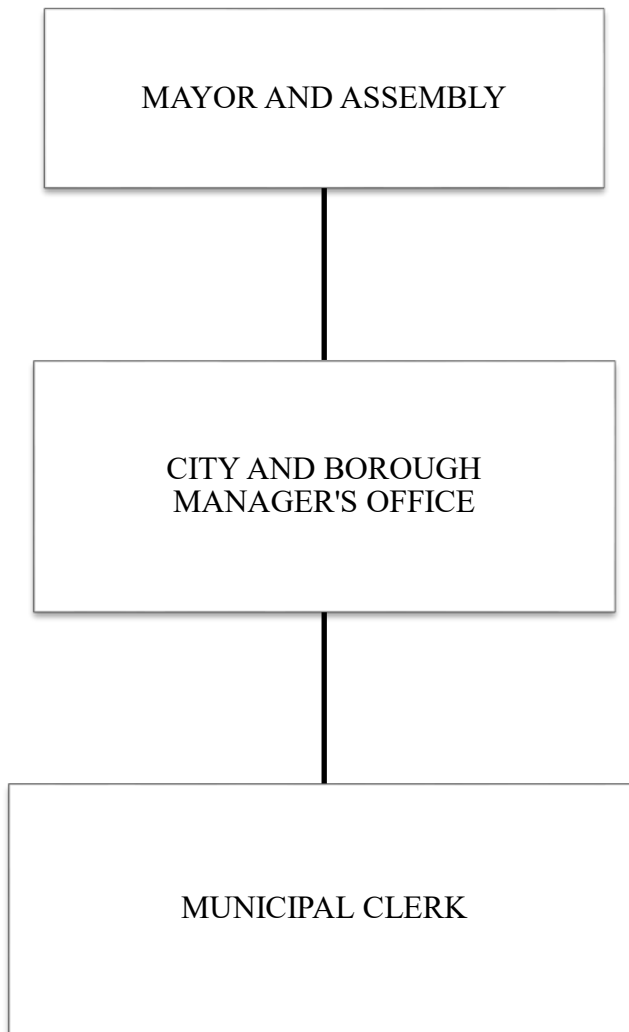 MAYOR AND ASSEMBLY
CITY AND BOROUGH
MANAGER'S OFFICE
MUNICIPAL CLERK